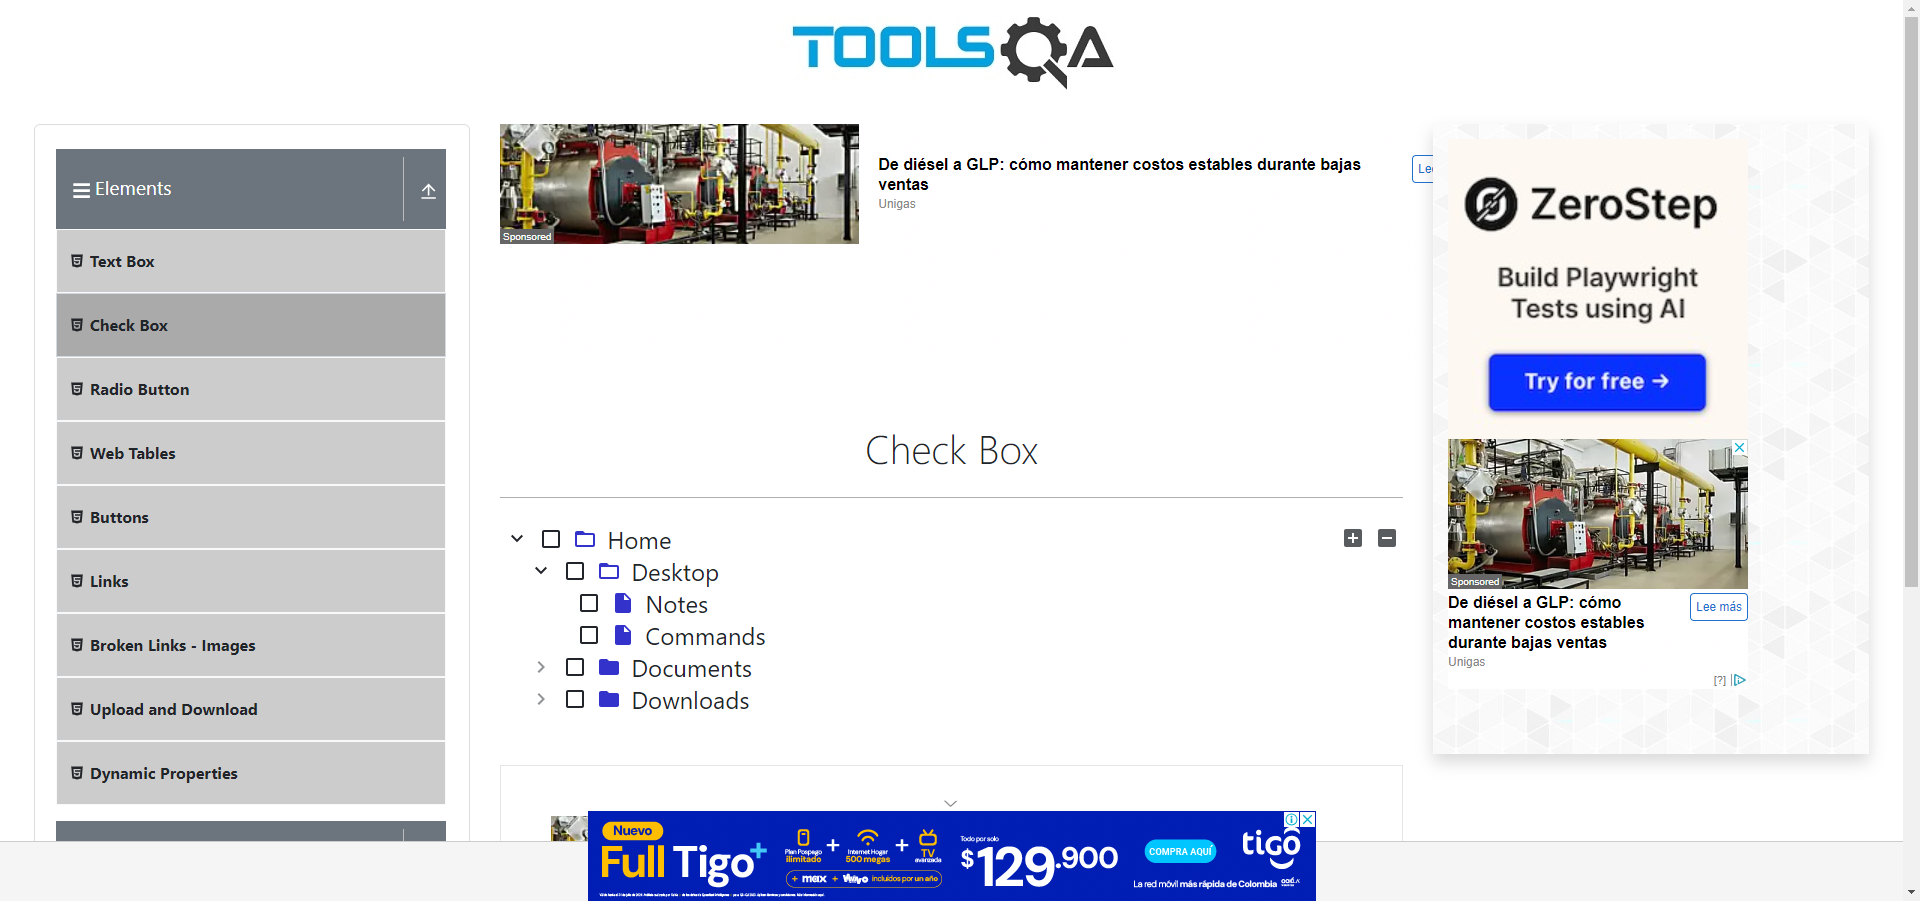 TOOLSQA
Elements
Text Box
Check Box
Radio Button
Web Tables
Buttons
Links
Broken Links - Images
Upload and Download
Dynamic Properties
Sponsored
De diésel a GLP: cómo mantener costos estables durante bajas
ventas
Unigas
Lee
Check Box
Home
Desktop
Notes
Commands
Documents
Downloads
ZeroStep
Build Playwright
Tests using AI
Try for free →
Sponsored
De diésel a GLP: cómo
mantener costos estables
durante bajas ventas
Lee más
Unigas
[?]
Nuevo
Full Tigo+
Plan Pospago
ilimitado
+
Internet Hogar
500 megas
+
TV
avanzada
+ max + Vivo incluidos por un año
Todo por solo
$129.900
COMPRA AQUÍ
tigo
La red móvil más rápida de Colombia